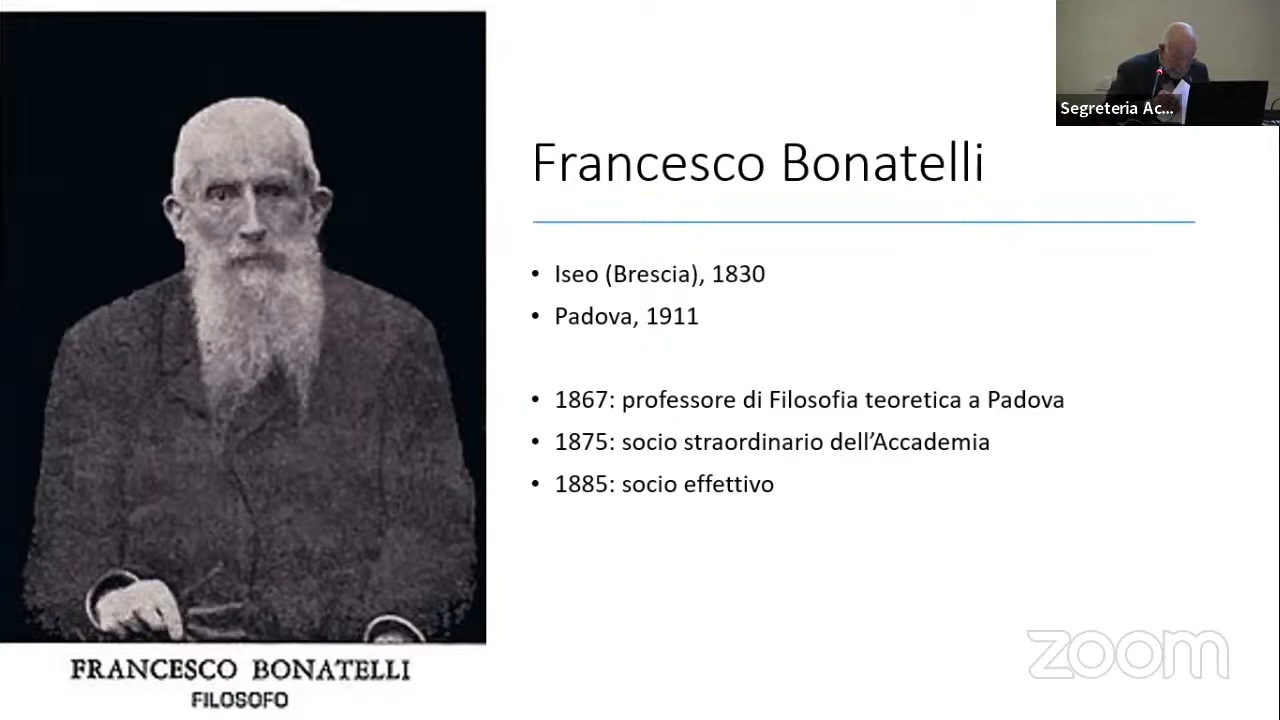 Segreteria Ac...
Francesco Bonatelli
• Iseo (Brescia), 1830
• Padova, 1911
• 1867: professore di Filosofia teoretica a Padova
• 1875: socio straordinario dell’Accademia
• 1885: socio effettivo
FRANCESCO BONATELLI
FILOSOFO
zoom